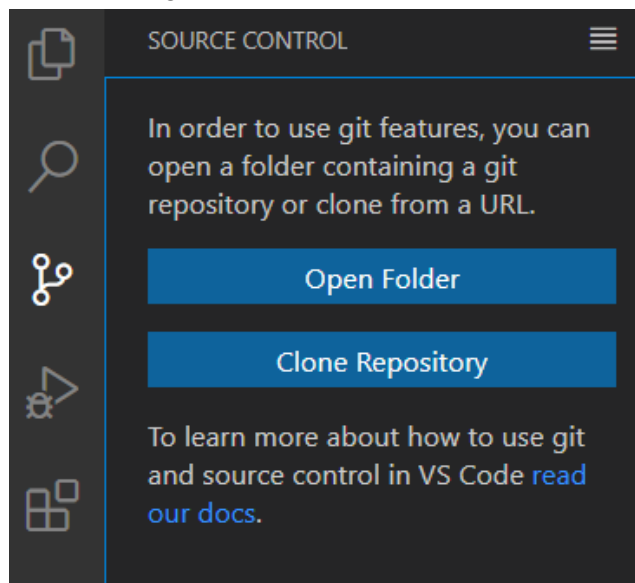 SOURCE CONTROL
In order to use git features, you can
open a folder containing a git
repository or clone from a URL.
Open Folder
Clone Repository
To learn more about how to use git
and source control in VS Code read
our docs.